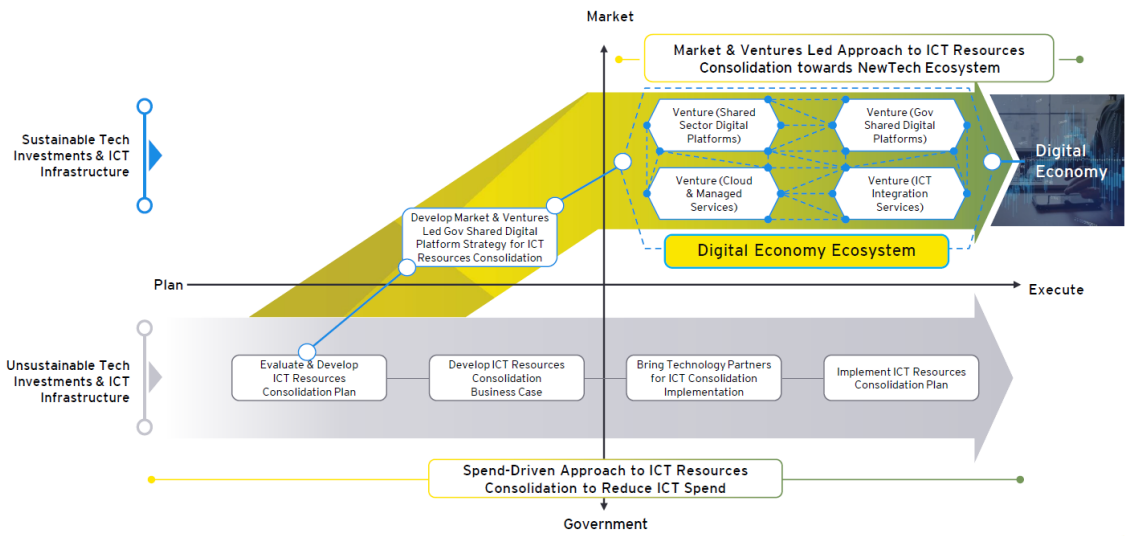 Market
Market & Ventures Led Approach to ICT Resources
Consolidation towards NewTech Ecosystem
Sustainable Tech
Investments & ICT
Infrastructure
Venture (Shared
Sector Digital
Platforms)
Venture (Gov
Shared Digital
Platforms)
Venture (Cloud
& Managed
Services)
Venture (ICT
Integration
Services)
Digital
Economy
Develop Market & Ventures
Led Gov Shared Digital
Platform Strategy for ICT
Resources Consolidation
Digital Economy Ecosystem
Plan
Execute
Unsustainable Tech
Investments & ICT
Infrastructure
Evaluate & Develop
ICT Resources
Consolidation Plan
Develop ICT Resources
Consolidation
Business Case
Bring Technology Partners
for ICT Consolidation
Implementation
Implement ICT Resources
Consolidation Plan
Spend-Driven Approach to ICT Resources
Consolidation to Reduce ICT Spend
Government